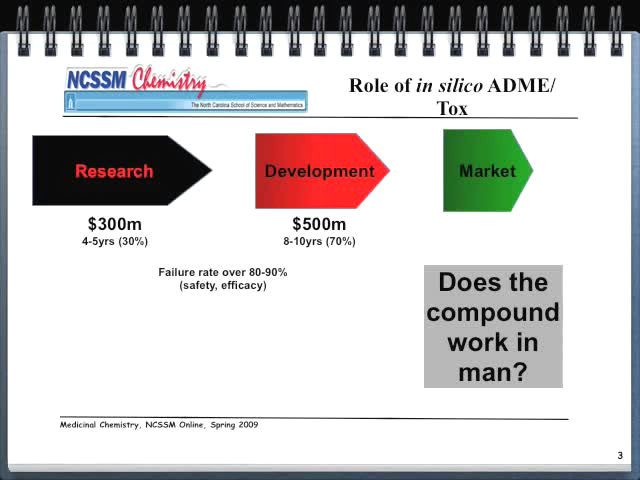 NCSSM Chemistry
The North Carolina School of Science and Mathematics
Role of in silico ADME/
Tox
Research
Development
Market
$300m
4-5yrs (30%)
$500m
8-10yrs (70%)
Failure rate over 80-90%
(safety, efficacy)
Does the
compound
work in
man?
Medicinal Chemistry, NCSSM Online, Spring 2009
3